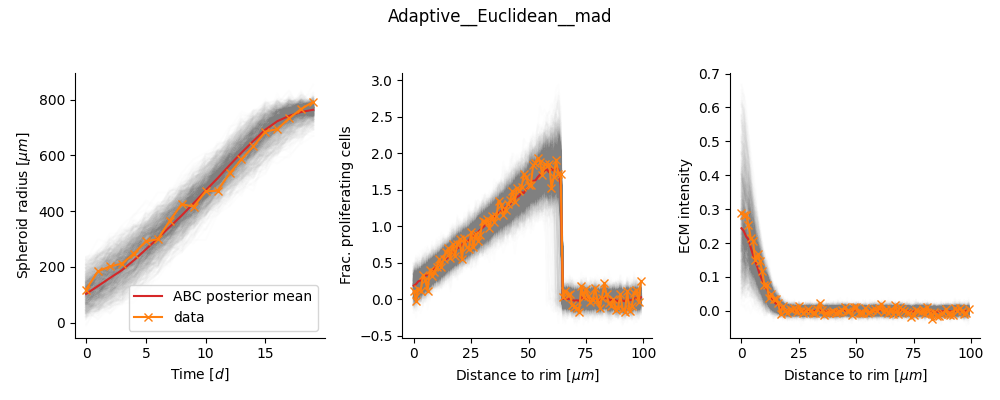 Adaptive__Euclidean__mad
Spheroid radius [μm]
800
600
400
200
0
ABC posterior mean
data
0 5 10 15
Time [d]
Frac. proliferating cells
3.0
2.5
2.0
1.5
1.0
0.5
0.0
−0.5
0 25 50 75 100
Distance to rim [μm]
ECM intensity
0.7
0.6
0.5
0.4
0.3
0.2
0.1
0.0
0 25 50 75 100
Distance to rim [μm]